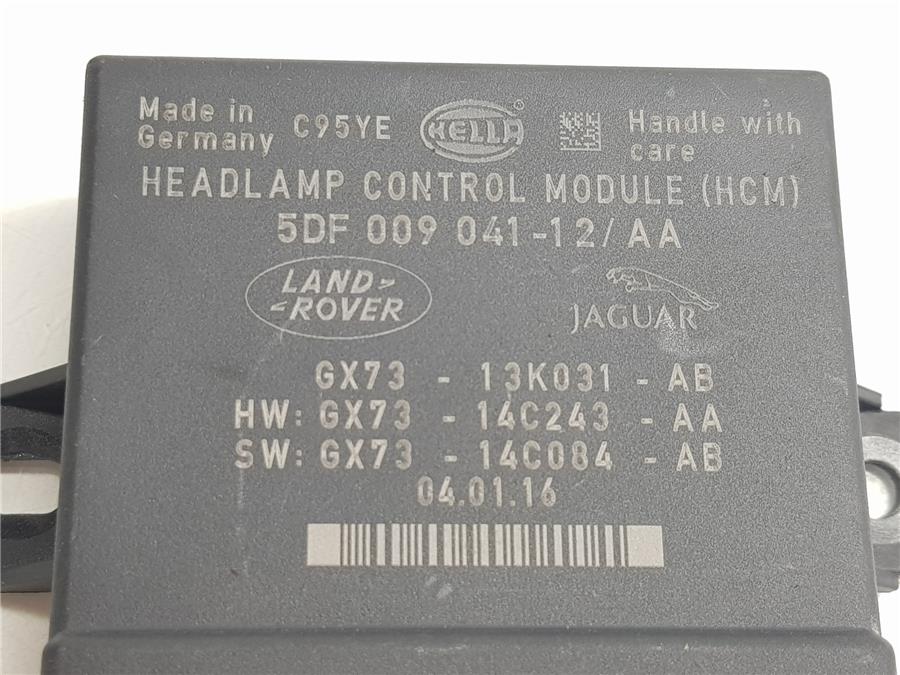 Made in
Germany
C95YE
HELLA
®
Handle with
care
HEADLAMP CONTROL MODULE (HCM)
5DF 009 041-12/AA
LAND
ROVER
JAGUAR
GX73 - 13K031 - AB
HW: GX73 - 14C243 - AA
SW: GX73 - 14C084 - AB
04.01.16